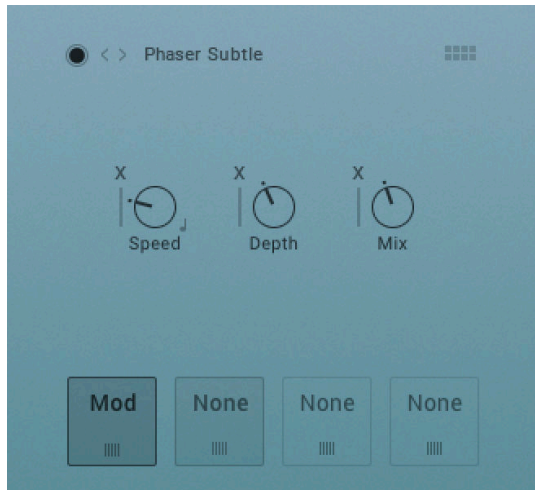 < > Phaser Subtle
X X X
Speed Depth Mix
Mod None None None